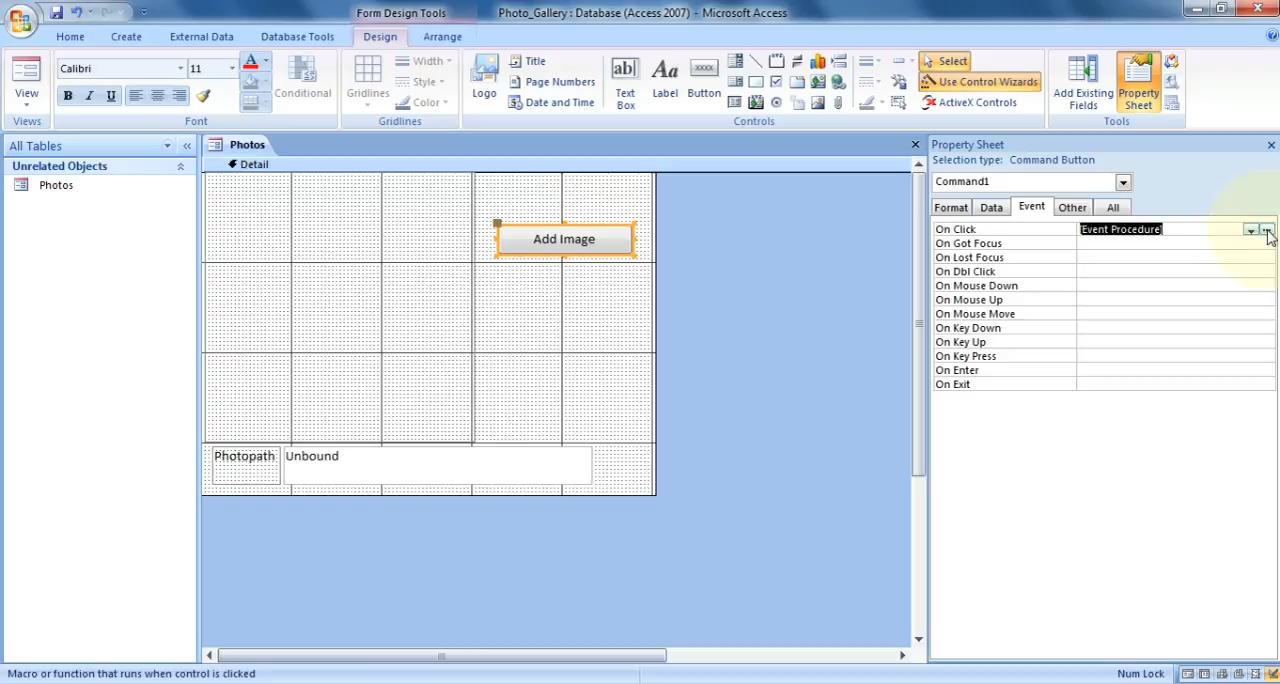 Form Design Tools
Photo_Gallery : Database (Access 2007) - Microsoft Access
Home
Create
External Data
Database Tools
Design
Arrange
View
Views
Calibri
11
B I U
A
Conditional
Font
Gridlines
Width
Style
Color
Gridlines
Logo
Title
Page Numbers
Date and Time
ab|
Text Box
Aa
Label
xxxx
Button
Select
Use Control Wizards
ActiveX Controls
Controls
Add Existing Fields
Property Sheet
Tools
All Tables
Unrelated Objects
Photos
Photos
Detail
Add Image
Photopath
Unbound
Property Sheet
Selection type: Command Button
Command1
Format
Data
Event
Other
All
On Click
[Event Procedure]
On Got Focus
On Lost Focus
On Dbl Click
On Mouse Down
On Mouse Up
On Mouse Move
On Key Down
On Key Up
On Key Press
On Enter
On Exit
Macro or function that runs when control is clicked
Num Lock